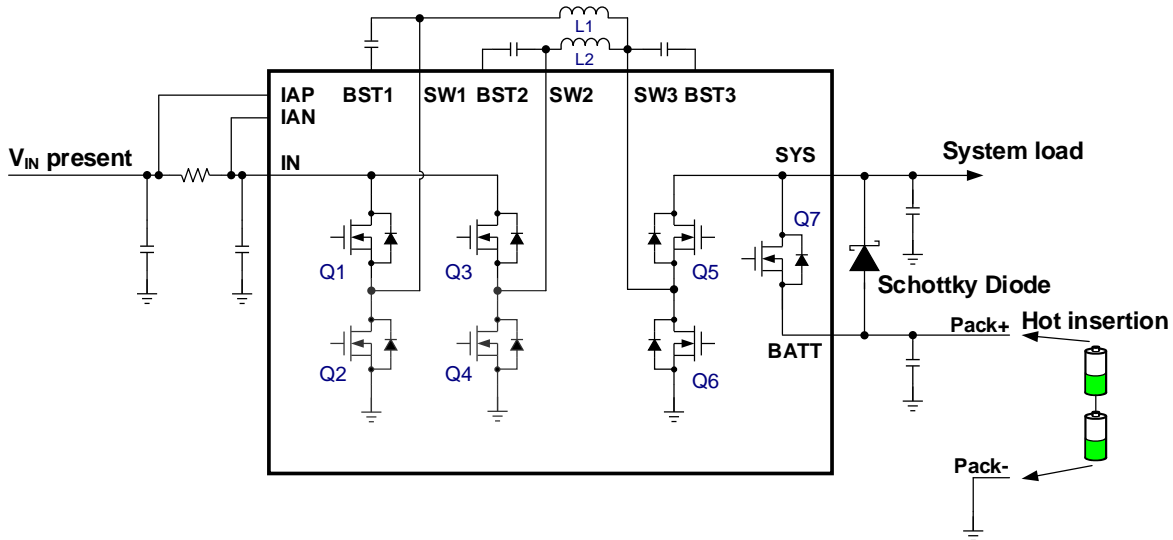 L1
L2
IAP
BST1
SW1
BST2
SW2
SW3
BST3
IAN
V_IN present
IN
SYS
System load
Q1
Q3
Q5
Q7
Schottky Diode
Pack+
Hot insertion
BATT
Q2
Q4
Q6
Pack-